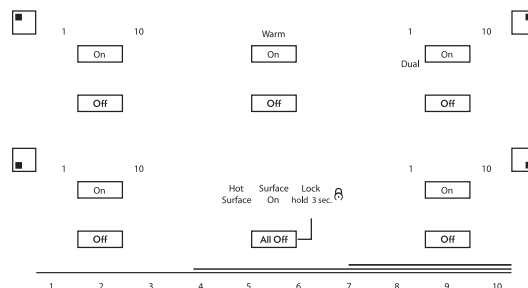 Warm
1 10 1 10
On On Dual On
Off Off Off
1 10 1 10
Hot Surface Lock
Surface On hold 3 sec.
On On
Off All Off Off
1 2 3 4 5 6 7 8 9 10